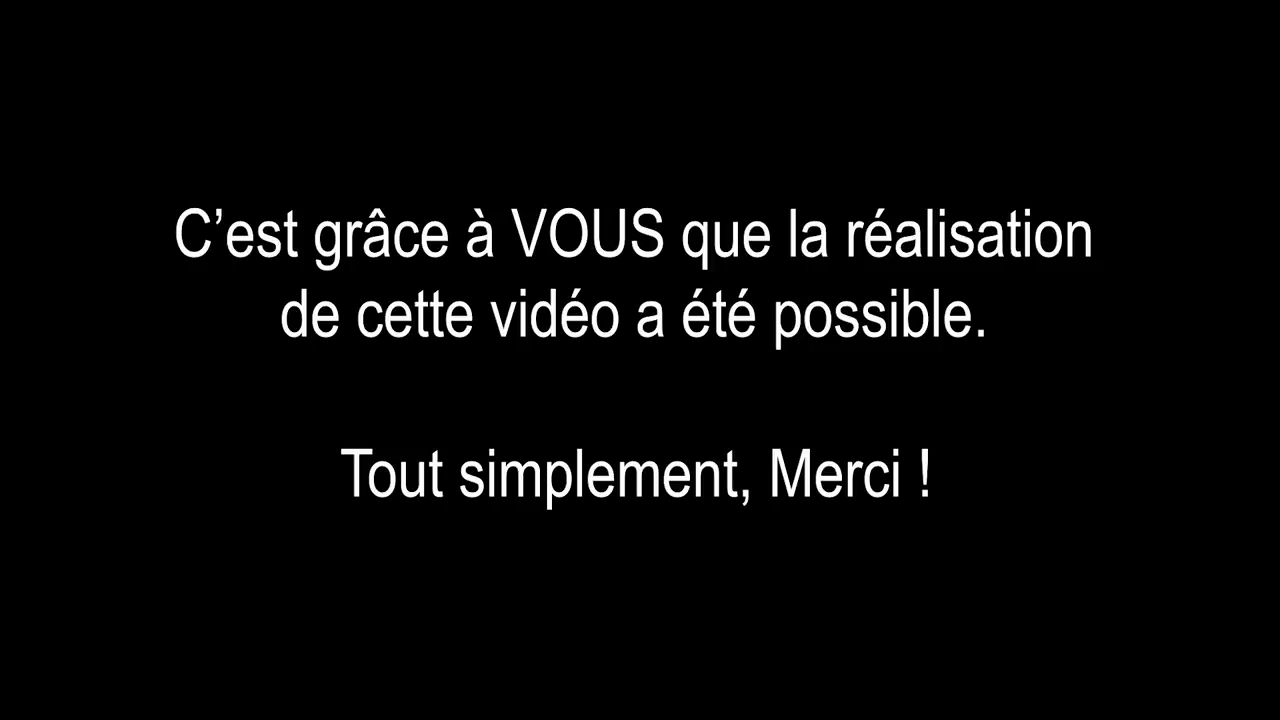 C’est grâce à VOUS que la réalisation
de cette vidéo a été possible.
Tout simplement, Merci !